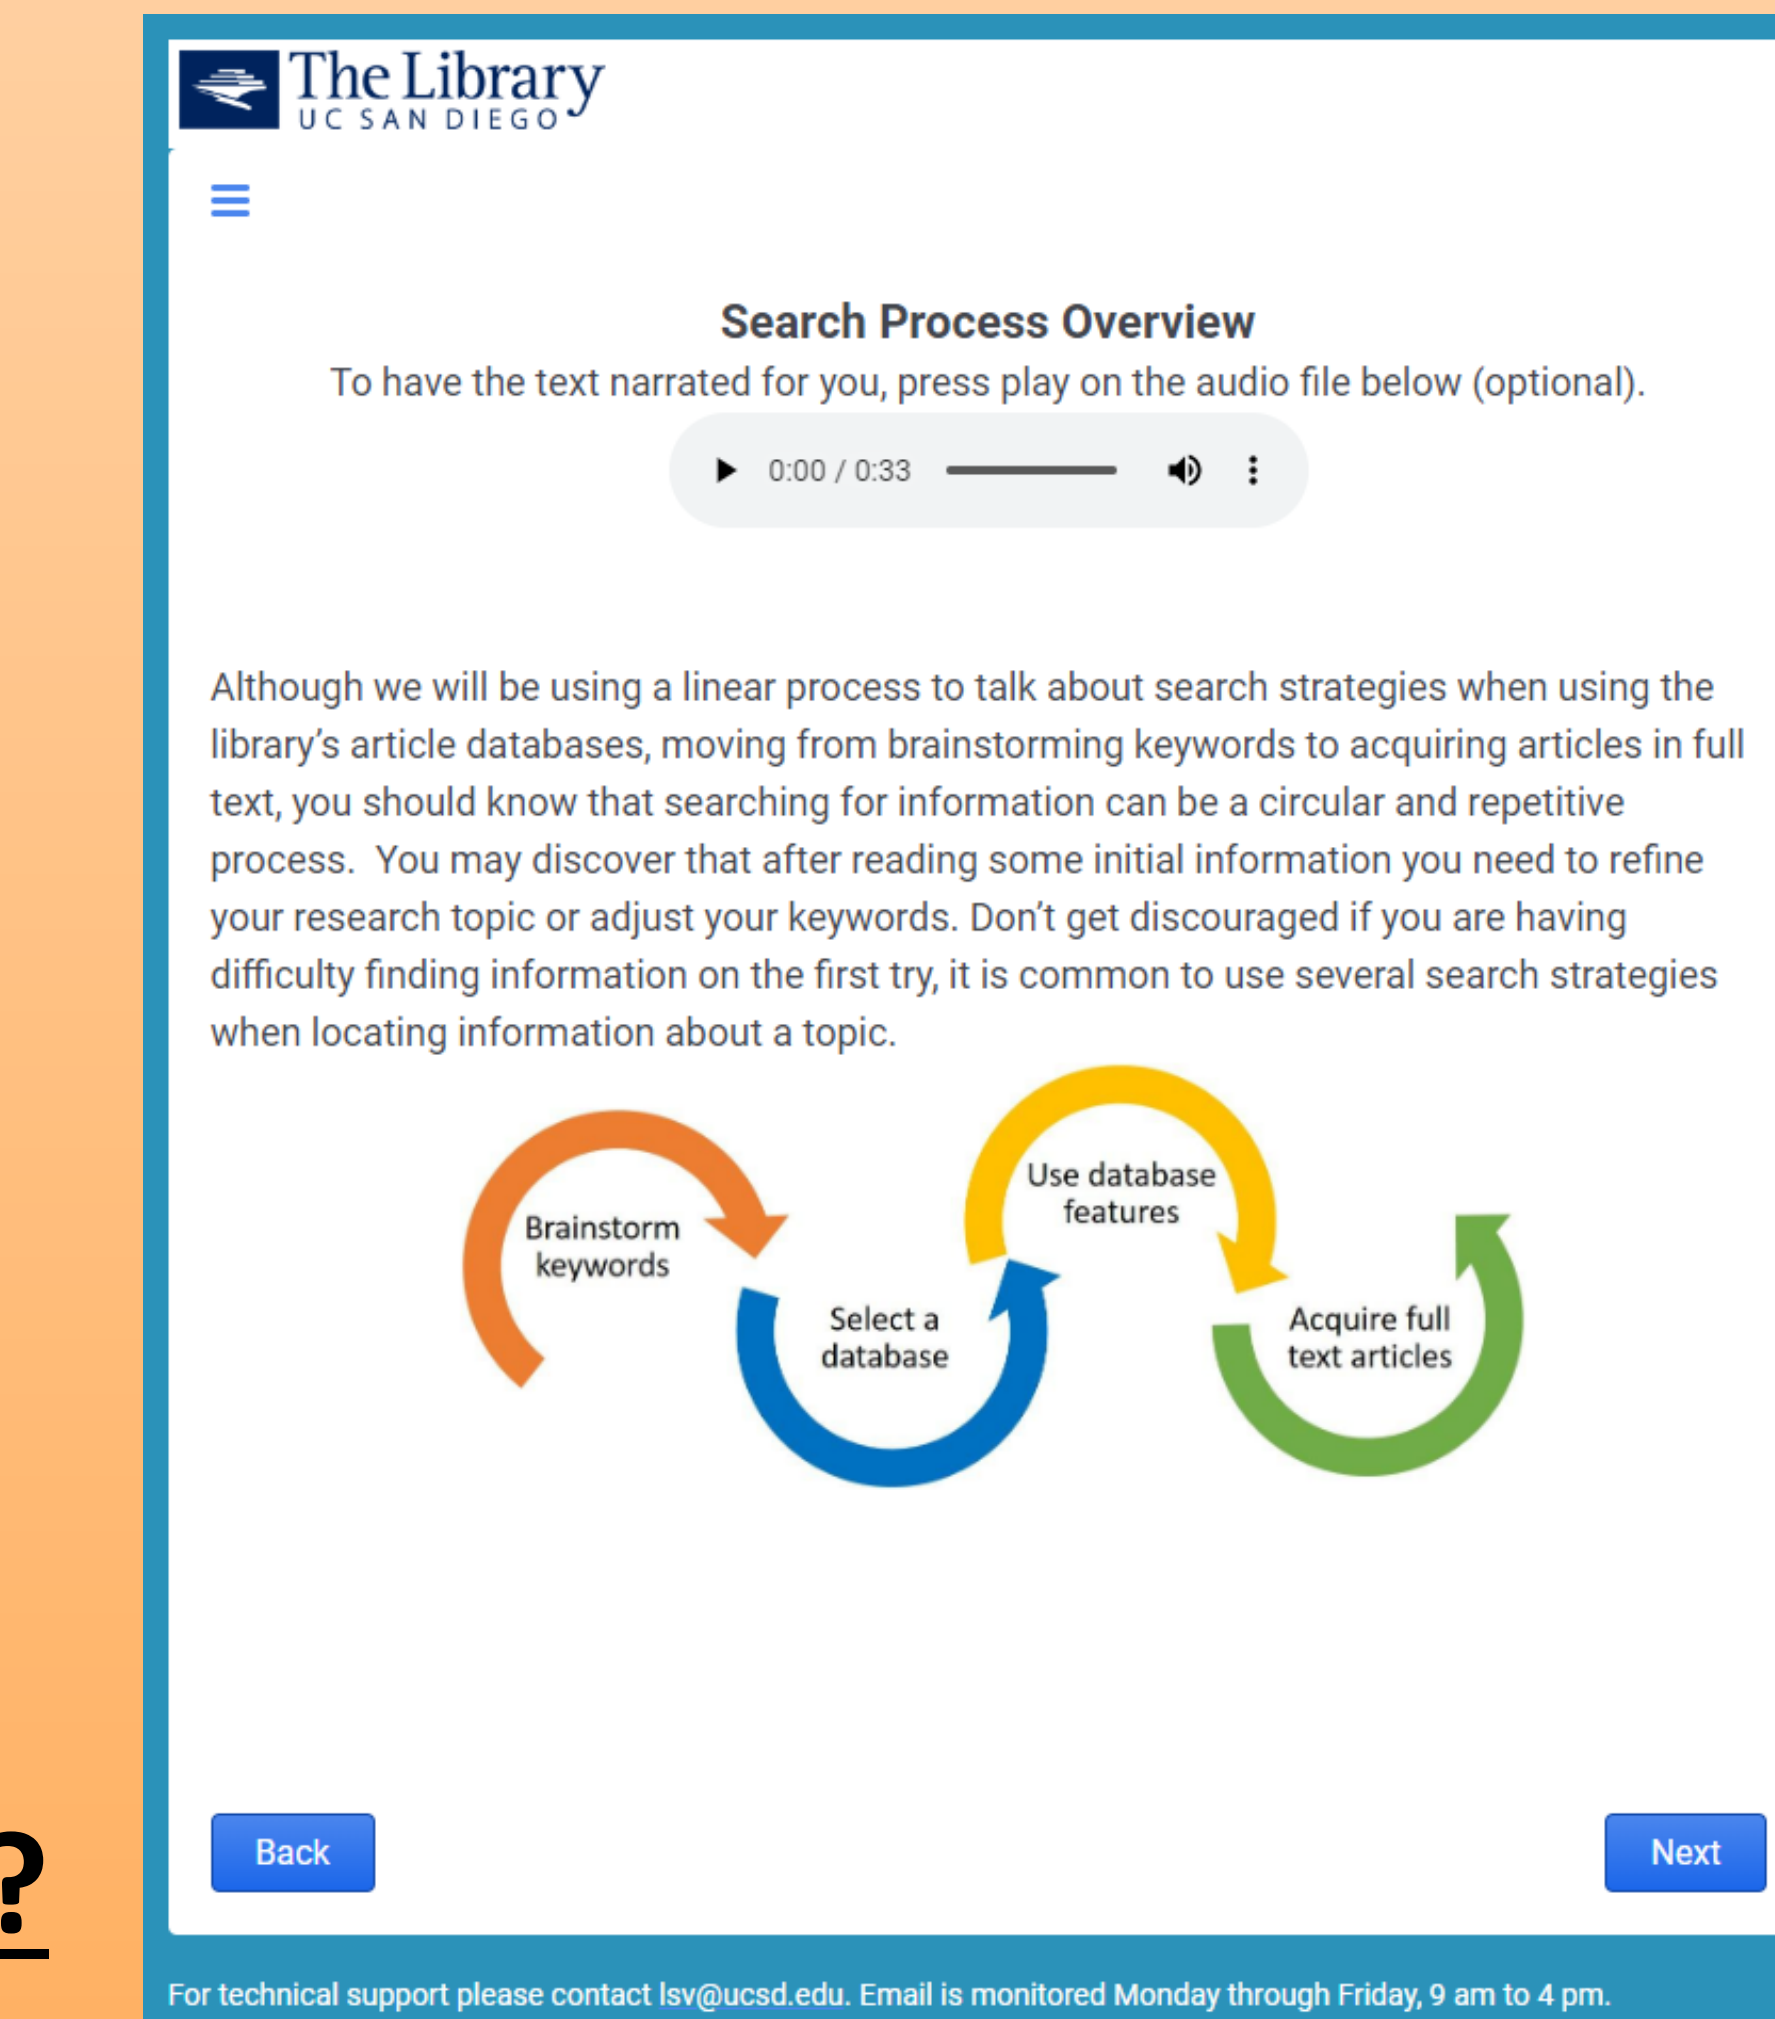 The Library
UC SAN DIEGO
Search Process Overview
To have the text narrated for you, press play on the audio file below (optional).
0:00 / 0:33
Although we will be using a linear process to talk about search strategies when using the
library’s article databases, moving from brainstorming keywords to acquiring articles in full
text, you should know that searching for information can be a circular and repetitive
process.  You may discover that after reading some initial information you need to refine
your research topic or adjust your keywords. Don’t get discouraged if you are having
difficulty finding information on the first try, it is common to use several search strategies
when locating information about a topic.
Brainstorm
keywords
Select a
database
Use database
features
Acquire full
text articles
Back
Next
?
For technical support please contact lsv@ucsd.edu. Email is monitored Monday through Friday, 9 am to 4 pm.